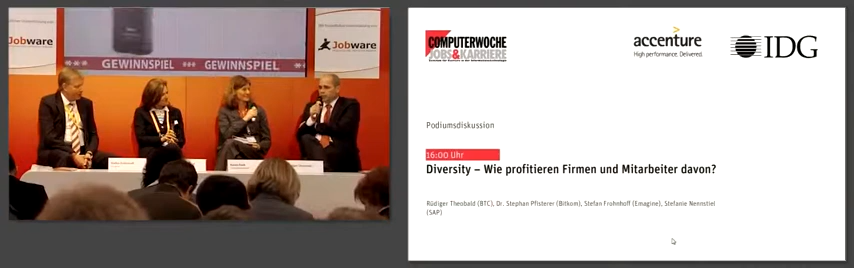 Jobware
Jobware
GEWINNSPIEL
GEWINNSPIEL
COMPUTERWOCHE
JOBS&KARRIERE
accenture
High performance. Delivered.
IDG
Podiumsdiskussion
16:00 Uhr
Diversity – Wie profitieren Firmen und Mitarbeiter davon?
Rüdiger Theobald (BTC), Dr. Stephan Pfisterer (Bitkom), Stefan Frohnhoff (Emagine), Stefanie Nennstiel
(SAP)